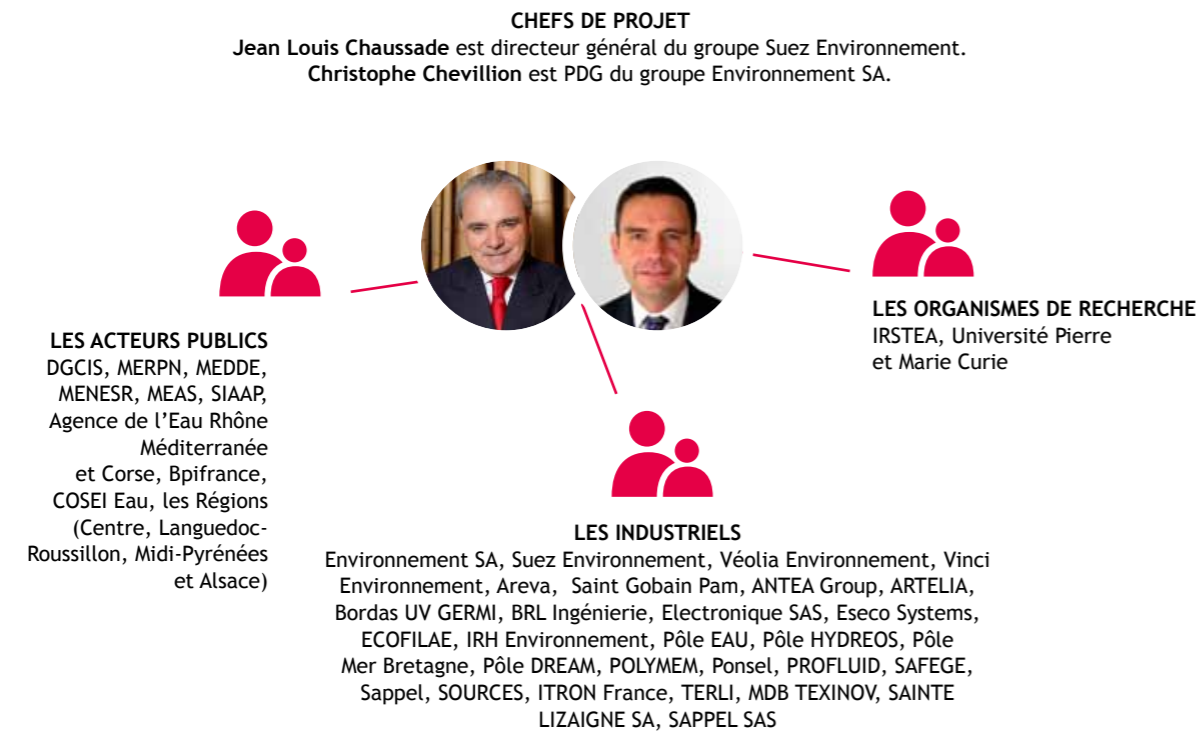 CHEFS DE PROJET
Jean Louis Chaussade est directeur général du groupe Suez Environnement.
Christophe Chevillion est PDG du groupe Environnement SA.
LES ACTEURS PUBLICS
DGCIS, MERPN, MEDDE,
MENESR, MEAS, SIAAP,
Agence de l’Eau Rhône
Méditerranée
et Corse, Bpifrance,
COSEI Eau, les Régions
(Centre, Languedoc-
Roussillon, Midi-Pyrénées
et Alsace)
LES INDUSTRIELS
Environnement SA, Suez Environnement, Véolia Environnement, Vinci
Environnement, Areva, Saint Gobain Pam, ANTEA Group, ARTELIA,
Bordas UV GERMI, BRL Ingénierie, Electronique SAS, Eseco Systems,
ECOFILAE, IRH Environnement, Pôle EAU, Pôle HYDREOS, Pôle
Mer Bretagne, Pôle DREAM, POLYMEM, Ponsel, PROFLUID, SAFEGE,
Sappel, SOURCES, ITRON France, TERLI, MDB TEXINOV, SAINTE
LIZAIGNE SA, SAPPEL SAS
LES ORGANISMES DE RECHERCHE
IRSTEA, Université Pierre
et Marie Curie